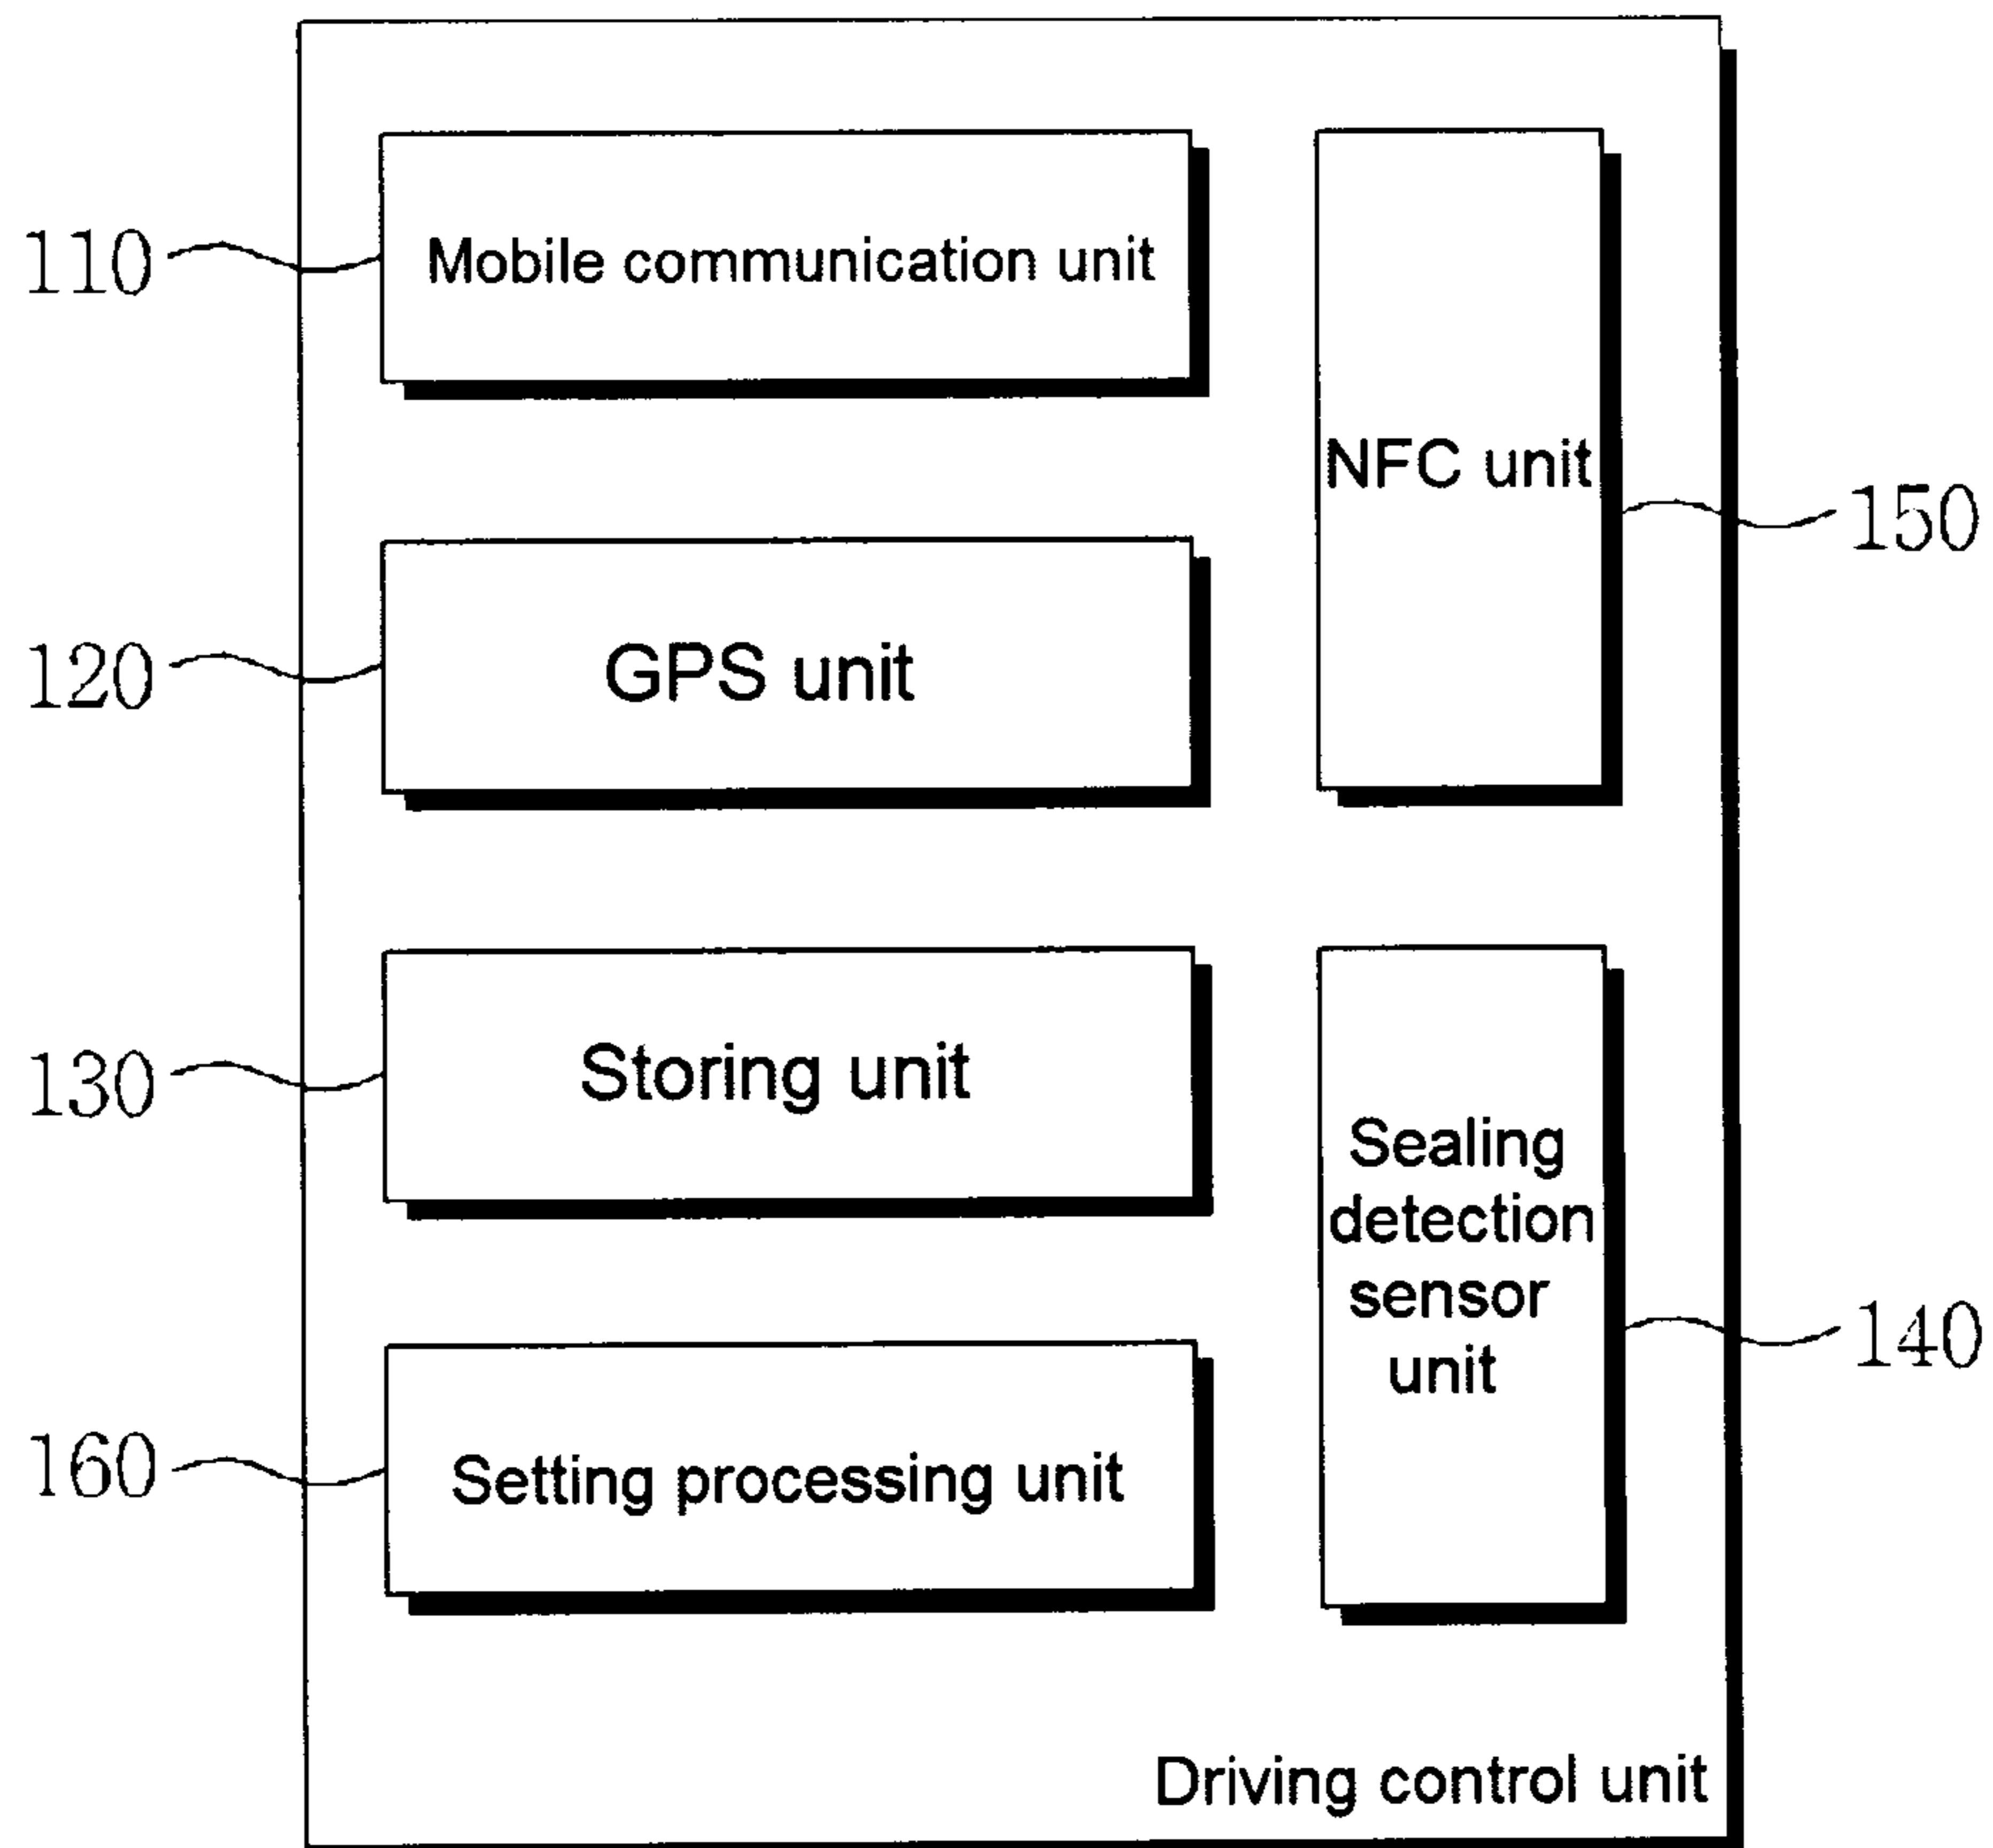 110
Mobile communication unit
NFC unit
150
120
GPS unit
130
Storing unit
Sealing
detection
sensor
unit
140
160
Setting processing unit
Driving control unit